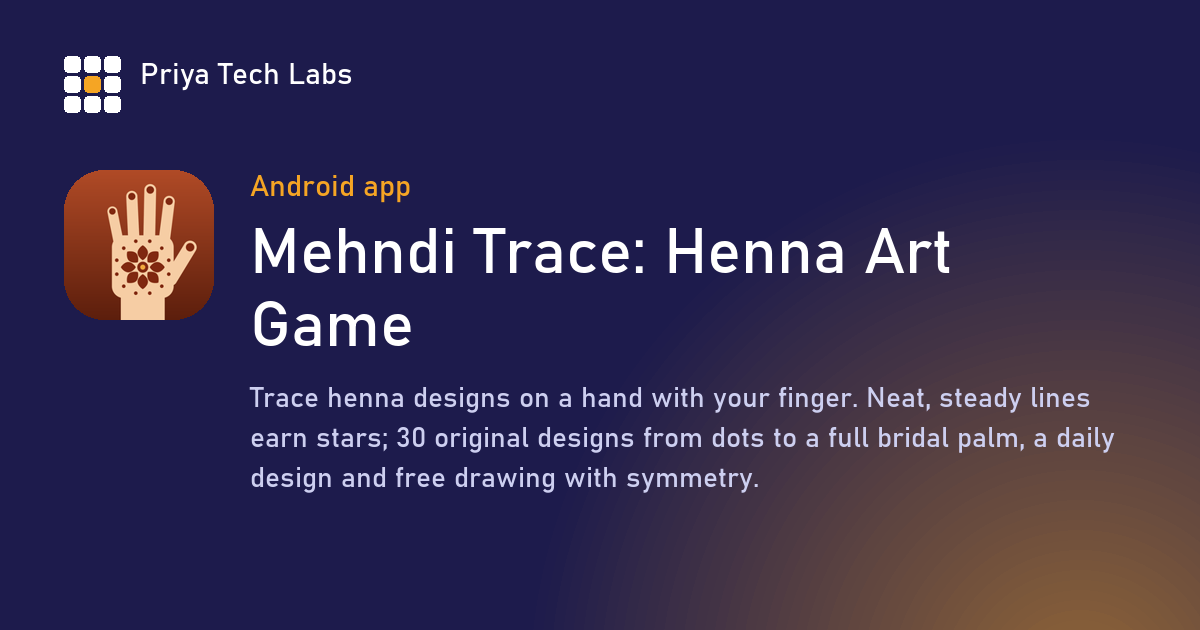 Priya Tech Labs
Android app
Mehndi Trace: Henna Art
Game
Trace henna designs on a hand with your finger. Neat, steady lines
earn stars; 30 original designs from dots to a full bridal palm, a daily
design and free drawing with symmetry.